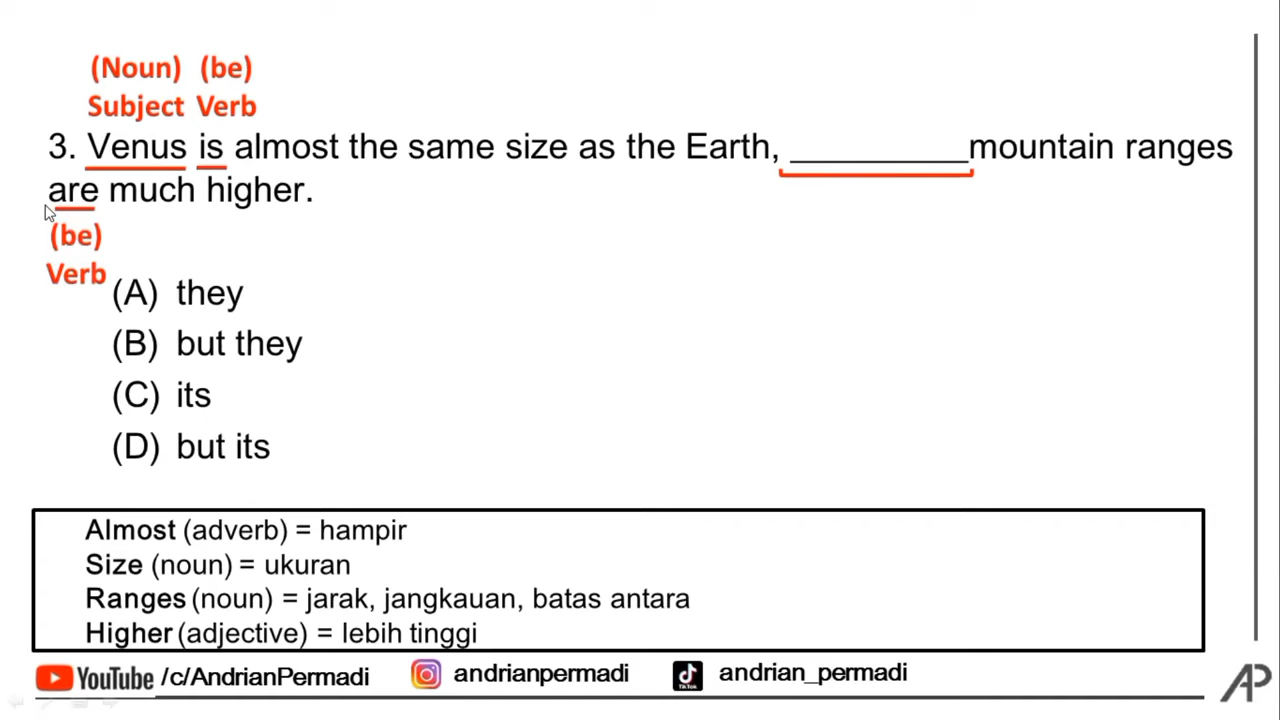 (Noun) (be)
Subject Verb
3. Venus is almost the same size as the Earth, __________mountain ranges
are much higher.
(be)
Verb
(A) they
(B) but they
(C) its
(D) but its
Almost (adverb) = hampir
Size (noun) = ukuran
Ranges (noun) = jarak, jangkauan, batas antara
Higher (adjective) = lebih tinggi
YouTube /c/AndrianPermadi andrianpermadi TikTok andrian_permadi AP